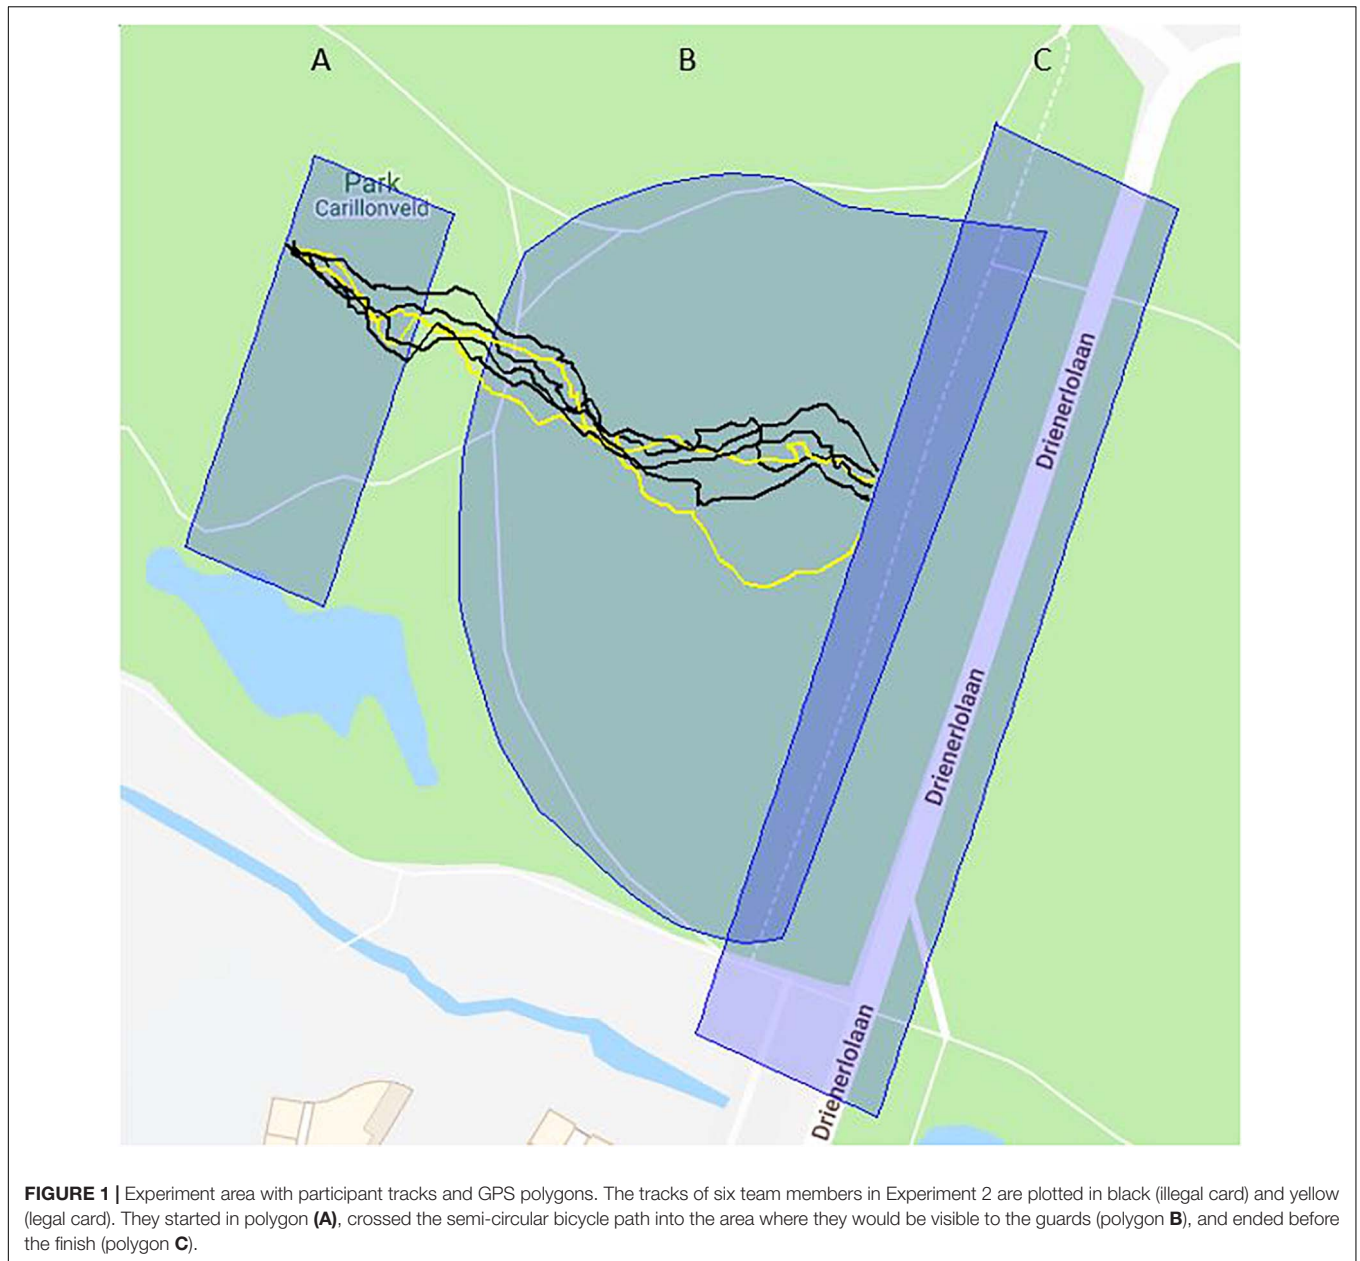 A
B
C
Park
Carillonveld
Drienerlolaan
Drienerlolaan
Drienerlolaan
FIGURE 1 | Experiment area with participant tracks and GPS polygons. The tracks of six team members in Experiment 2 are plotted in black (illegal card) and yellow
(legal card). They started in polygon (A), crossed the semi-circular bicycle path into the area where they would be visible to the guards (polygon B), and ended before
the finish (polygon C).